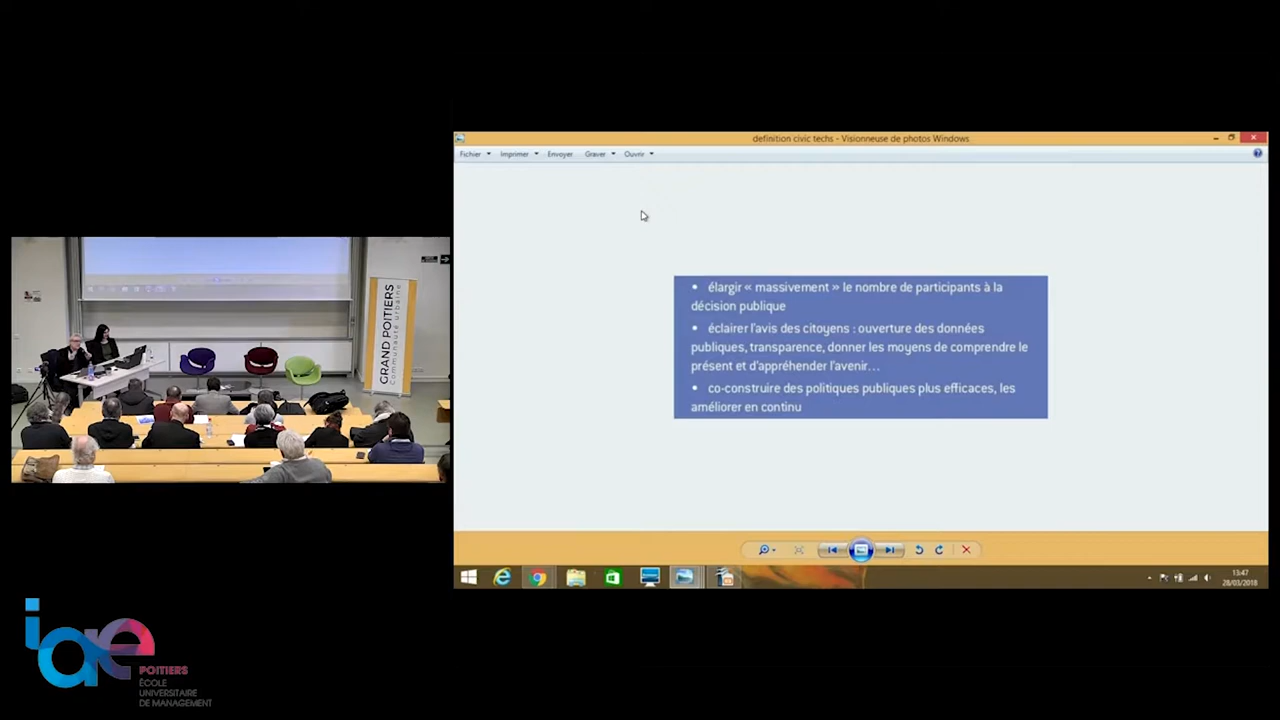 definition civic techs - Visionneuse de photos Windows
Fichier Imprimer Envoyer Graver Ouvrir
• élargir « massivement » le nombre de participants à la
décision publique
• éclairer l'avis des citoyens : ouverture des données
publiques, transparence, donner les moyens de comprendre le
présent et d'appréhender l'avenir...
• co-construire des politiques publiques plus efficaces, les
améliorer en continu
13:47
28/03/2018
GRAND POITIERS
Communauté urbaine
iae
POITIERS
ÉCOLE
UNIVERSITAIRE
DE MANAGEMENT